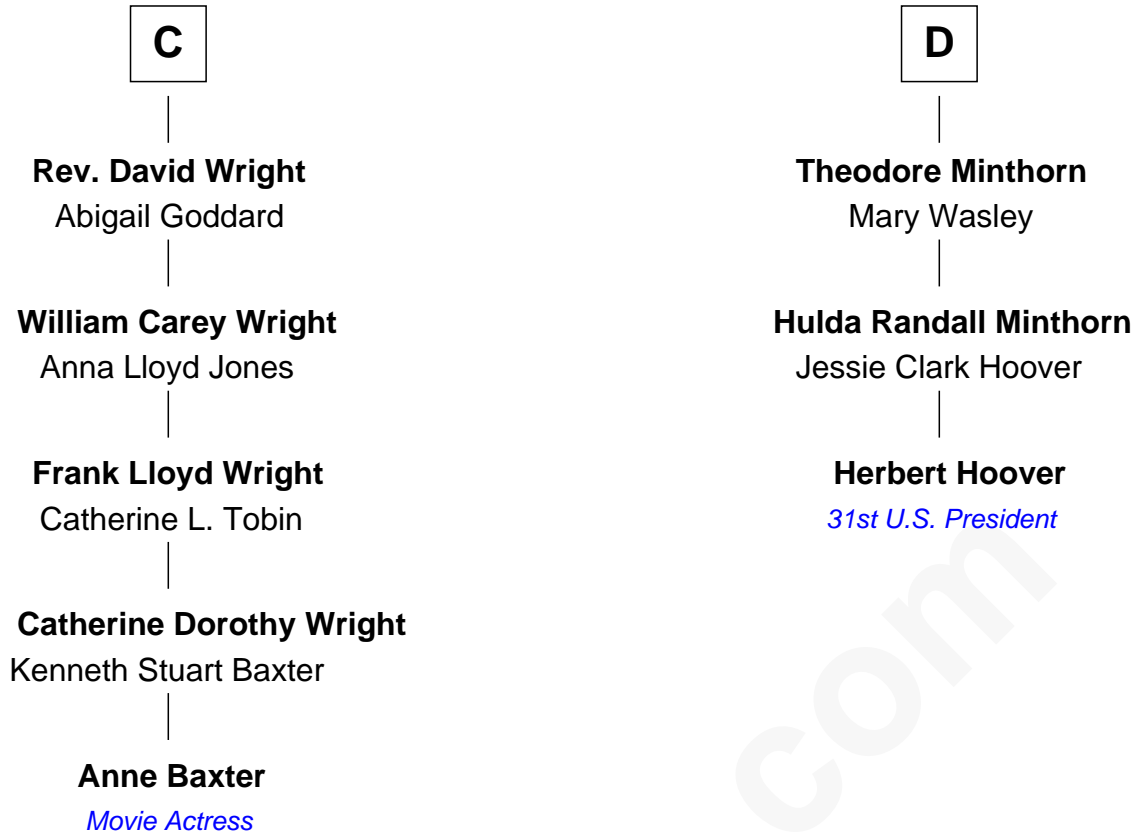 C
Rev. David Wright
Abigail Goddard
William Carey Wright
Anna Lloyd Jones
Frank Lloyd Wright
Catherine L. Tobin
Catherine Dorothy Wright
Kenneth Stuart Baxter
Anne Baxter
Movie Actress
D
Theodore Minthorn
Mary Wasley
Hulda Randall Minthorn
Jessie Clark Hoover
Herbert Hoover
31st U.S. President
com